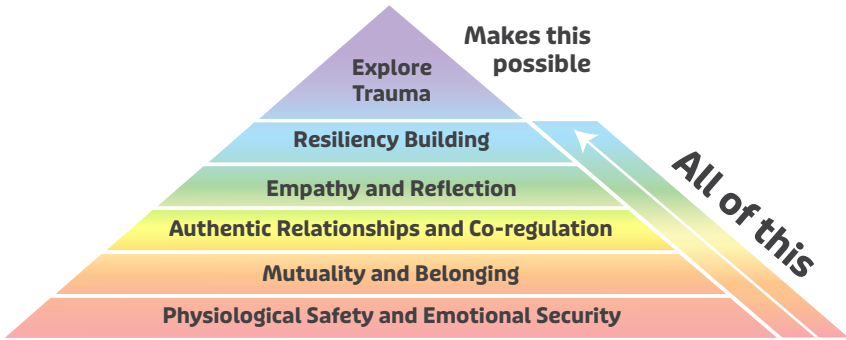 Makes this
possible
Explore
Trauma
Resiliency Building
Empathy and Reflection
Authentic Relationships and Co-regulation
Mutuality and Belonging
Physiological Safety and Emotional Security
All of this